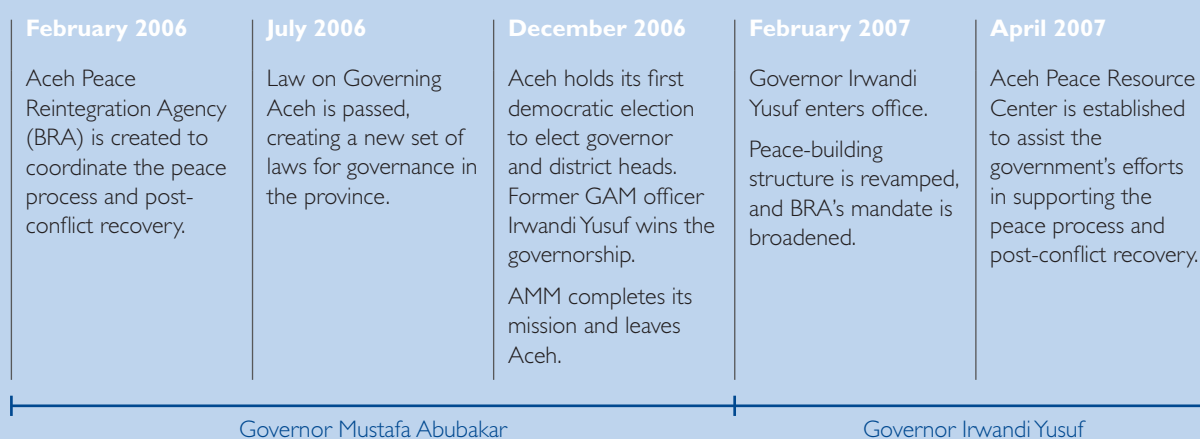 February 2006
Aceh Peace
Reintegration Agency
(BRA) is created to
coordinate the peace
process and post-
conflict recovery.
July 2006
Law on Governing
Aceh is passed,
creating a new set of
laws for governance in
the province.
December 2006
Aceh holds its first
democratic election
to elect governor
and district heads.
Former GAM officer
Irwandi Yusuf wins the
governorship.
AMM completes its
mission and leaves
Aceh.
February 2007
Governor Irwandi
Yusuf enters office.
Peace-building
structure is revamped,
and BRA's mandate is
broadened.
April 2007
Aceh Peace Resource
Center is established
to assist the
government's efforts
in supporting the
peace process and
post-conflict recovery.
Governor Mustafa Abubakar
Governor Irwandi Yusuf